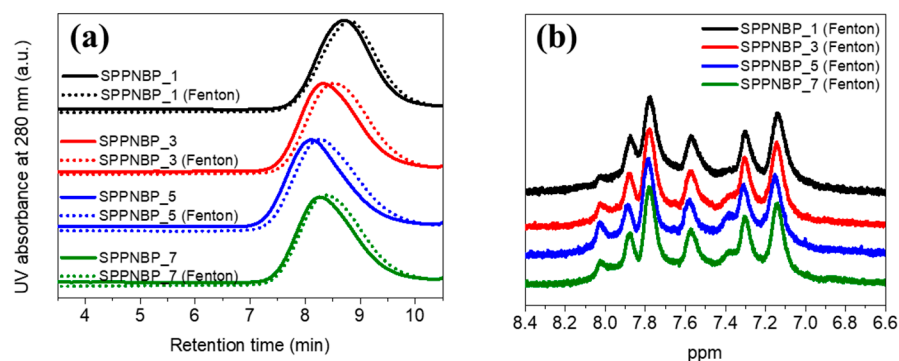 (a)
UV absorbance at 280 nm (a.u.)
SPPNBP_1
SPPNBP_1 (Fenton)
SPPNBP_3
SPPNBP_3 (Fenton)
SPPNBP_5
SPPNBP_5 (Fenton)
SPPNBP_7
SPPNBP_7 (Fenton)
4 5 6 7 8 9 10
Retention time (min)
(b)
SPPNBP_1 (Fenton)
SPPNBP_3 (Fenton)
SPPNBP_5 (Fenton)
SPPNBP_7 (Fenton)
8.4 8.2 8.0 7.8 7.6 7.4 7.2 7.0 6.8 6.6
ppm